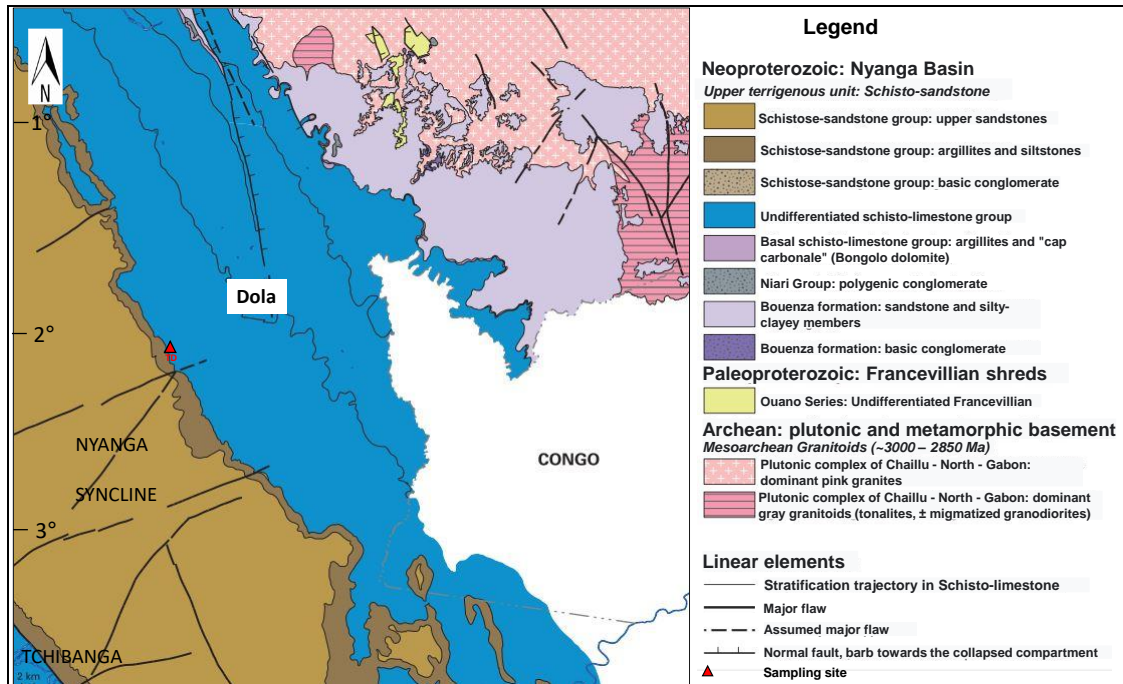 N
1°
2°
3°
Dola
NYANGA
SYNCLINE
TCHIBANGA
2 km
CONGO
Legend
Neoproterozoic: Nyanga Basin
Upper terrigenous unit: Schisto-sandstone
Schistose-sandstone group: upper sandstones
Schistose-sandstone group: argillites and siltstones
Schistose-sandstone group: basic conglomerate
Undifferentiated schisto-limestone group
Basal schisto-limestone group: argillites and "cap
carbonale" (Bongolo dolomite)
Niari Group: polygenic conglomerate
Bouenza formation: sandstone and silty-
clayey members
Bouenza formation: basic conglomerate
Paleoproterozoic: Francevillian shreds
Ouano Series: Undifferentiated Francevillian
Archean: plutonic and metamorphic basement
Mesoarchean Granitoids (~3000 – 2850 Ma)
Plutonic complex of Chaillu - North - Gabon:
dominant pink granites
Plutonic complex of Chaillu - North - Gabon: dominant
gray granitoids (tonalites, ± migmatized granodiorites)
Linear elements
Stratification trajectory in Schisto-limestone
Major flaw
Assumed major flaw
Normal fault, barb towards the collapsed compartment
Sampling site